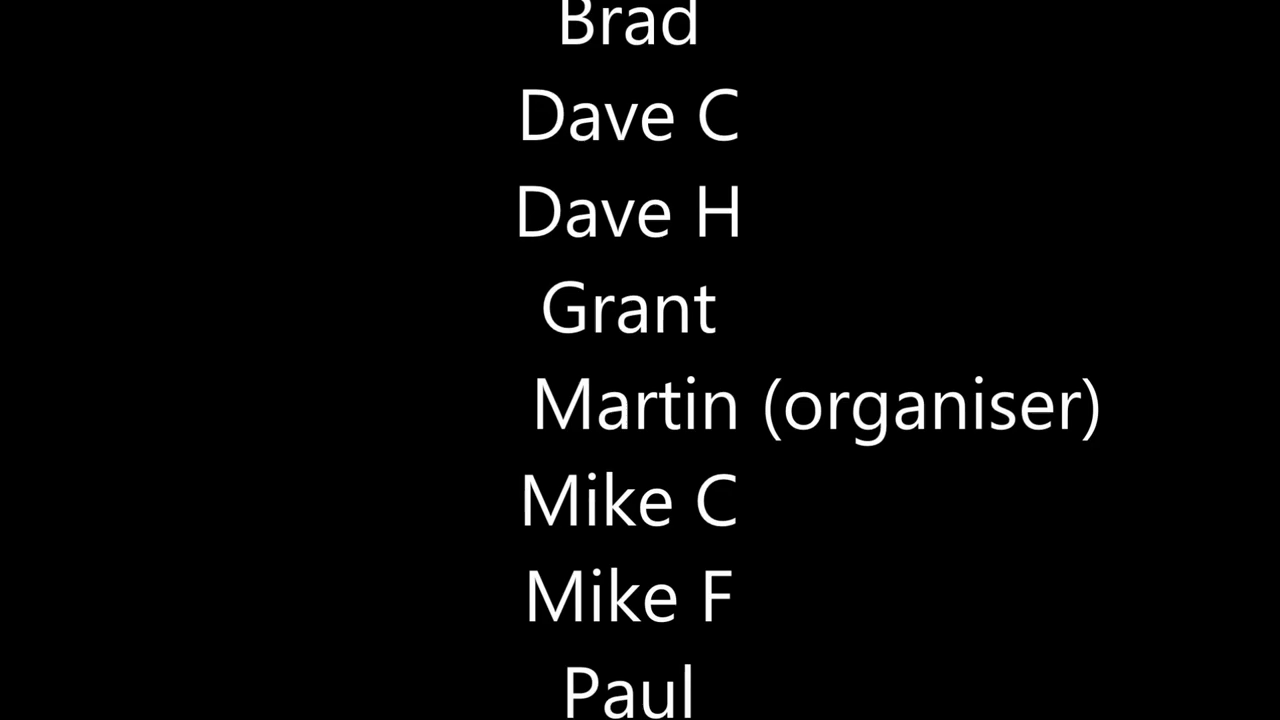 Brad
Dave C
Dave H
Grant
Martin (organiser)
Mike C
Mike F
Paul